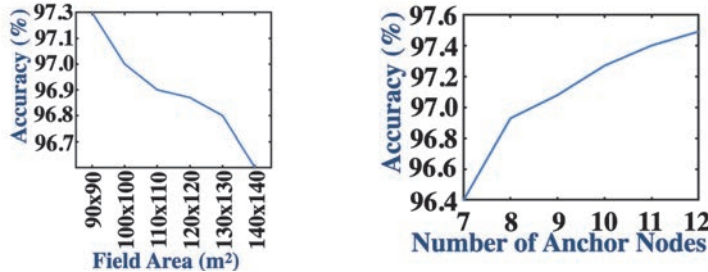 Accuracy (%)
97.3
97.0
96.9
96.8
96.7
90x90
100x100
110x110
120x120
130x130
140x140
Field Area (m²)
Accuracy (%)
97.6
97.4
97.2
97.0
96.8
96.6
96.4
7
8
9
10
11
12
Number of Anchor Nodes